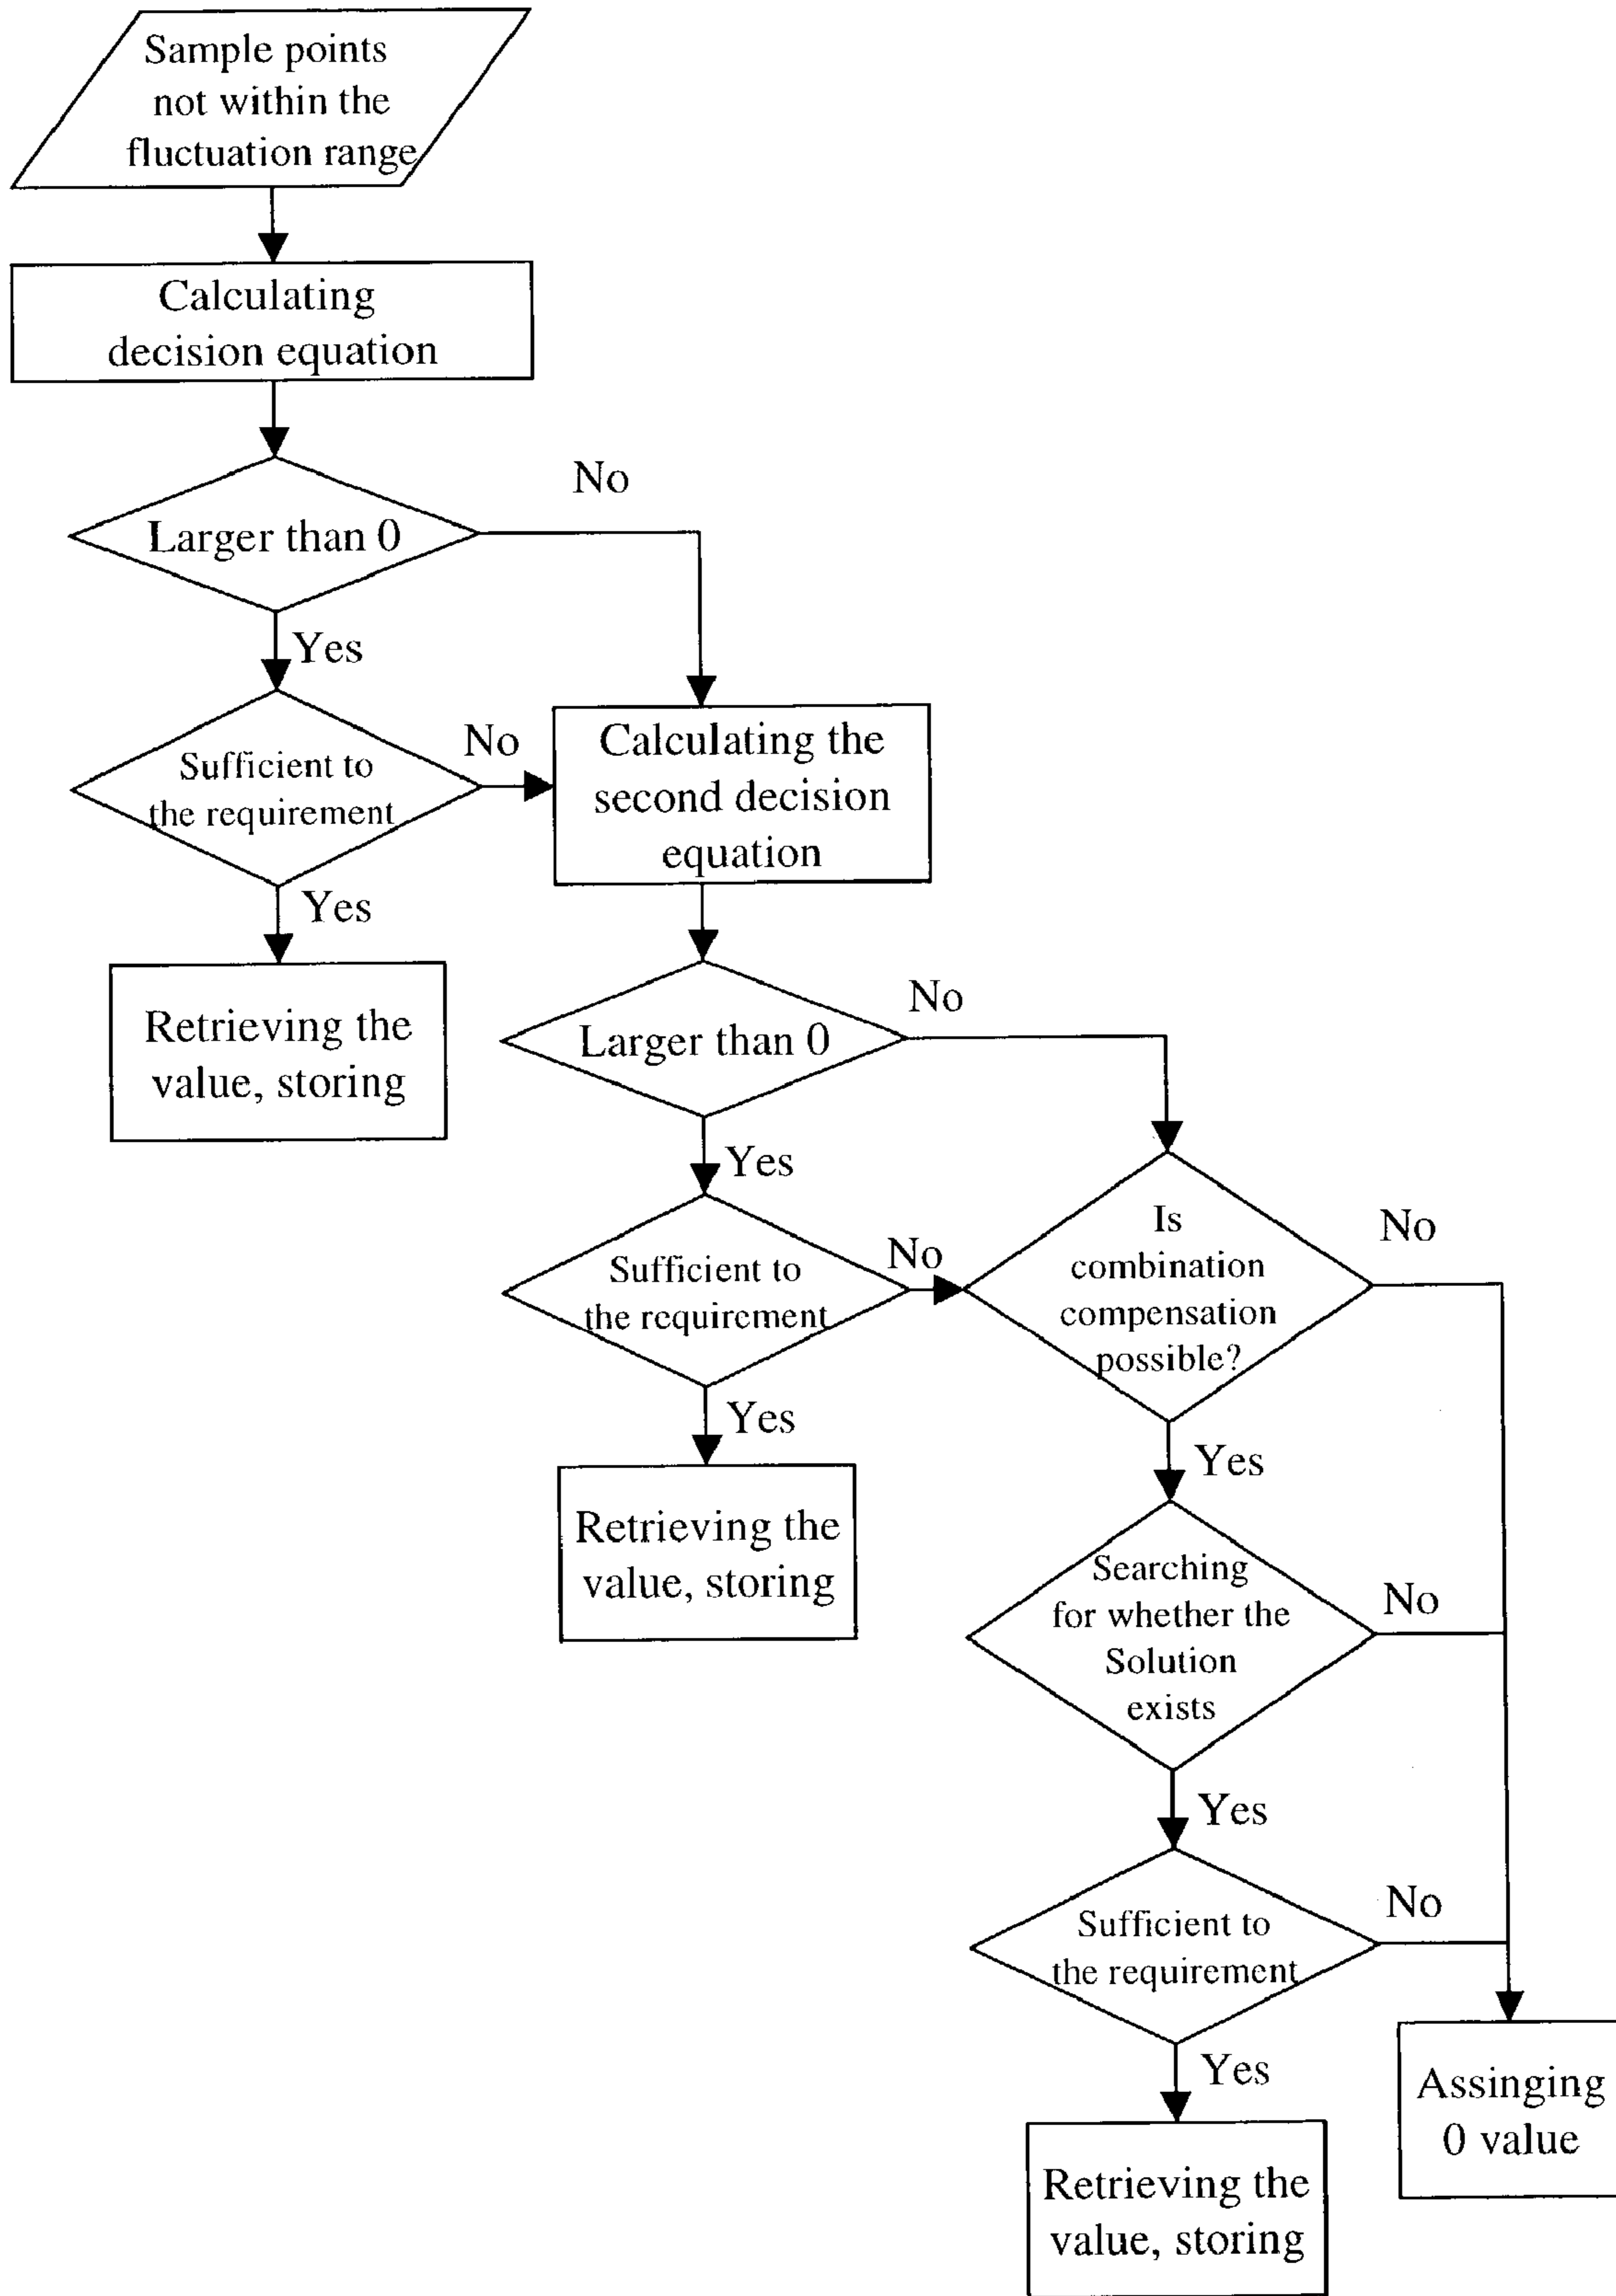 Sample points
not within the
fluctuation range
Calculating
decision equation
No
Larger than 0
Yes
No
Sufficient to
the requirement
Calculating the
second decision
equation
Yes
Retrieving the
value, storing
No
Larger than 0
Yes
No
Sufficient to
the requirement
Is
combination
compensation
possible?
No
Yes
Retrieving the
value, storing
Yes
Searching
for whether the
Solution
exists
No
Yes
No
Sufficient to
the requirement
Yes
Assinging
0 value
Retrieving the
value, storing